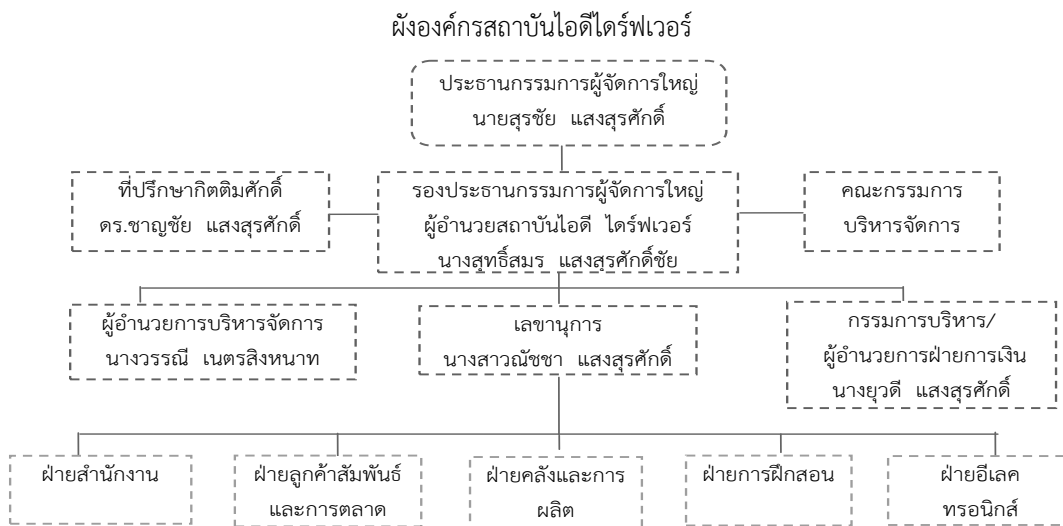 ผังองค์กรสถาบันไอดีไดร์ฟเวอร์
ประธานกรรมการผู้จัดการใหญ่
นายสุรชัย แสงสุรศักดิ์
ที่ปรึกษากิตติมศักดิ์
ดร.ชาญชัย แสงสุรศักดิ์
รองประธานกรรมการผู้จัดการใหญ่
ผู้อำนวยสถาบันไอดี ไดร์ฟเวอร์
นางสุทธิ์สมร แสงสุรศักดิ์ชัย
คณะกรรมการ
บริหารจัดการ
ผู้อำนวยการบริหารจัดการ
นางวรรณี เนตรสิงหนาท
เลขานุการ
นางสาวณัชชา แสงสุรศักดิ์
กรรมการบริหาร/
ผู้อำนวยการฝ่ายการเงิน
นางยุวดี แสงสุรศักดิ์
ฝ่ายสำนักงาน
ฝ่ายลูกค้าสัมพันธ์
และการตลาด
ฝ่ายคลังและการ
ผลิต
ฝ่ายการฝึกสอน
ฝ่ายอีเลค
ทรอนิกส์